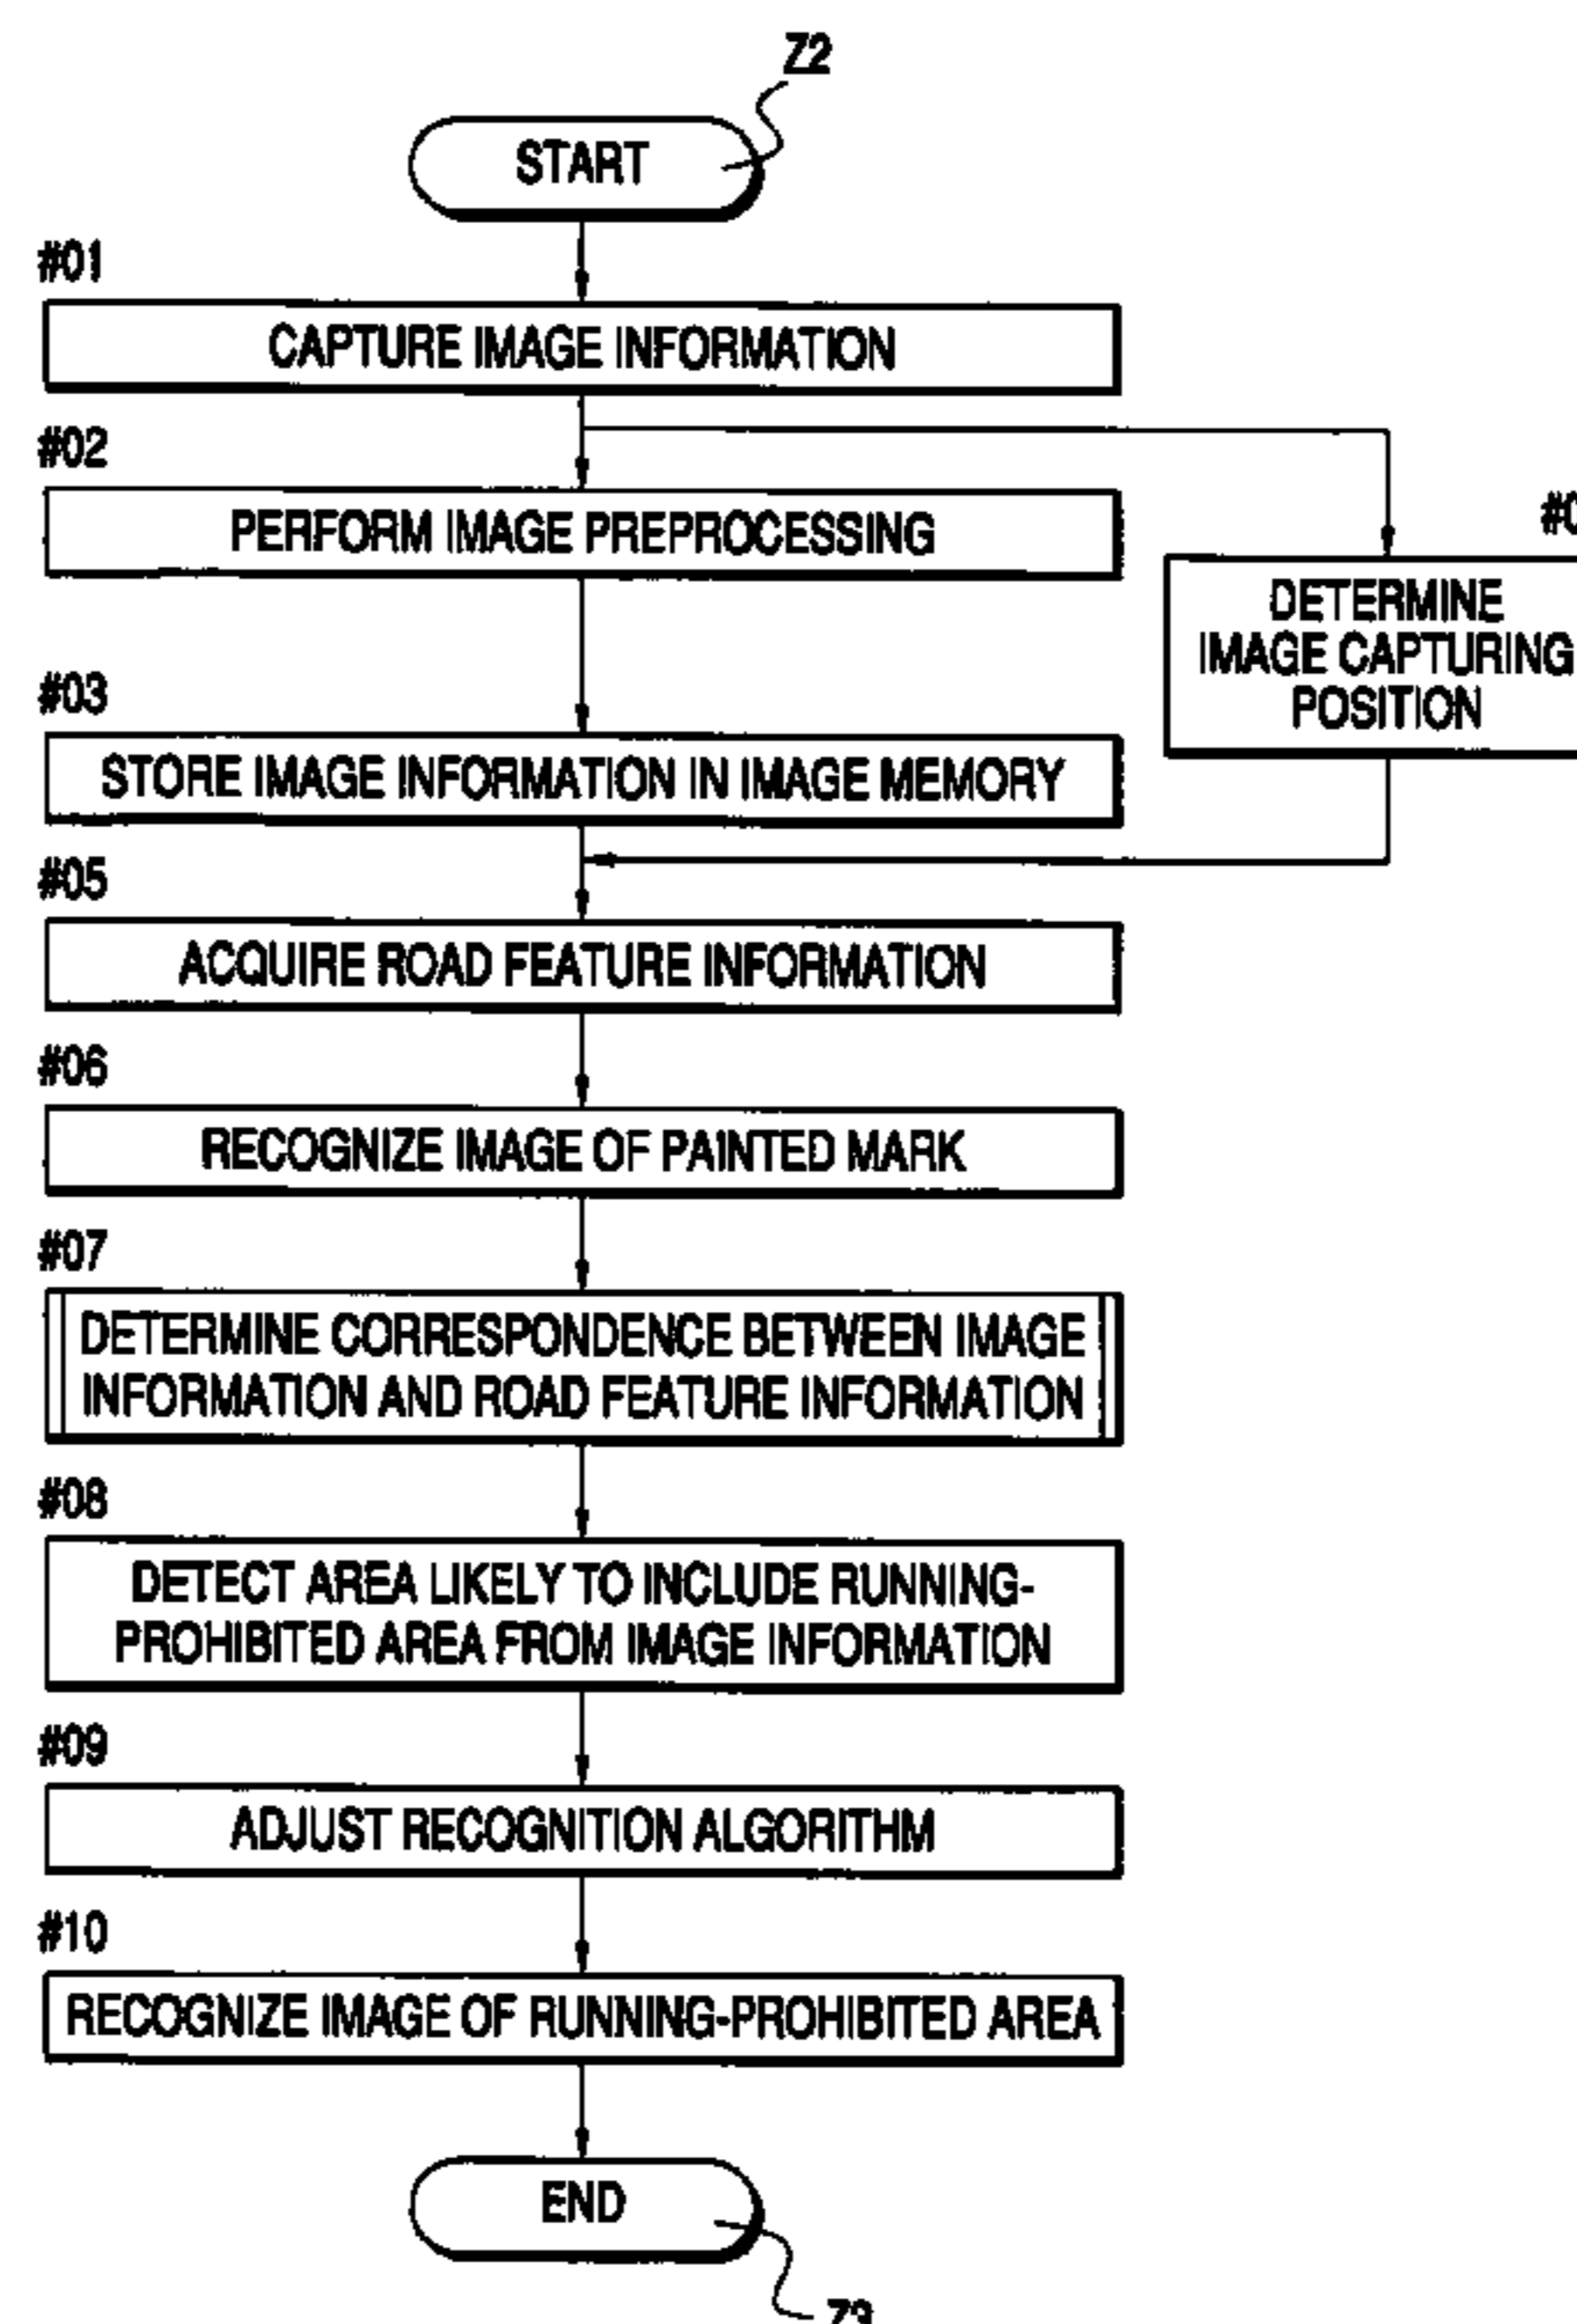 Z2
START
#01
CAPTURE IMAGE INFORMATION
#02
PERFORM IMAGE PREPROCESSING
DETERMINE
IMAGE CAPTURING
POSITION
#03
STORE IMAGE INFORMATION IN IMAGE MEMORY
#05
ACQUIRE ROAD FEATURE INFORMATION
#06
RECOGNIZE IMAGE OF PAINTED MARK
#07
DETERMINE CORRESPONDENCE BETWEEN IMAGE
INFORMATION AND ROAD FEATURE INFORMATION
#08
DETECT AREA LIKELY TO INCLUDE RUNNING-
PROHIBITED AREA FROM IMAGE INFORMATION
#09
ADJUST RECOGNITION ALGORITHM
#10
RECOGNIZE IMAGE OF RUNNING-PROHIBITED AREA
END